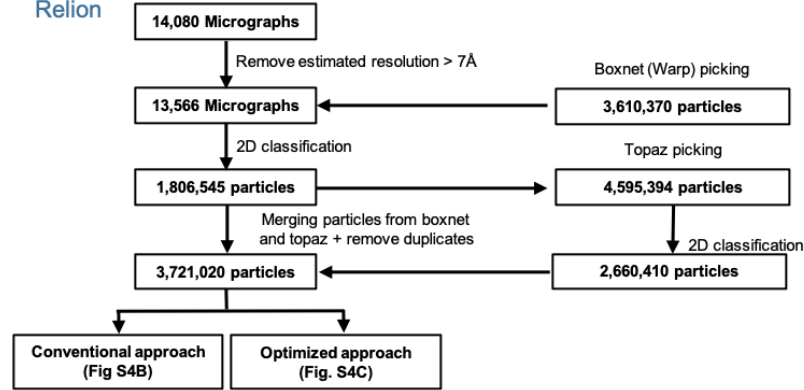 Relion
14,080 Micrographs
Remove estimated resolution > 7Å
Boxnet (Warp) picking
13,566 Micrographs
3,610,370 particles
2D classification
Topaz picking
1,806,545 particles
4,595,394 particles
Merging particles from boxnet
and topaz + remove duplicates
2D classification
3,721,020 particles
2,660,410 particles
Conventional approach
(Fig S4B)
Optimized approach
(Fig. S4C)